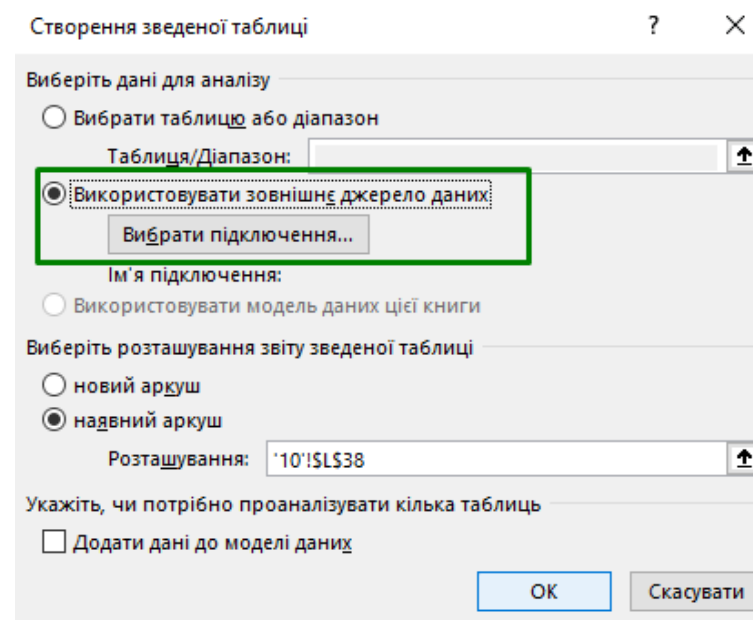 Створення зведеної таблиці ? ×
Виберіть дані для аналізу
Вибрати таблицю або діапазон
Таблиця/Діапазон:
Використовувати зовнішнє джерело даних
Вибрати підключення...
Ім'я підключення:
Використовувати модель даних цієї книги
Виберіть розташування звіту зведеної таблиці
новий аркуш
наявний аркуш
Розташування: '10'!$L$38
Укажіть, чи потрібно проаналізувати кілька таблиць
Додати дані до моделі даних
ОК Скасувати